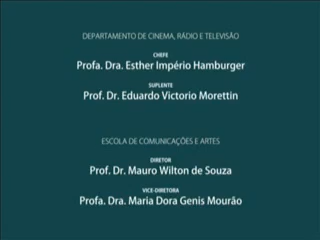 DEPARTAMENTO DE CINEMA, RÁDIO E TELEVISÃO
CHEFE
Profa. Dra. Esther Império Hamburger
SUPLENTE
Prof. Dr. Eduardo Victorio Morettin
ESCOLA DE COMUNICAÇÕES E ARTES
DIRETOR
Prof. Dr. Mauro Wilton de Souza
VICE-DIRETORA
Profa. Dra. Maria Dora Genis Mourão